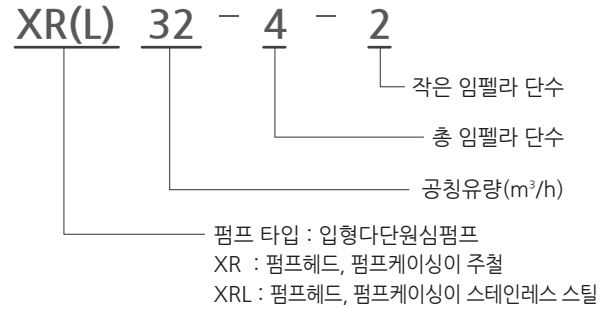 XR(L) 32 - 4 - 2
작은 임펠라 단수
총 임펠라 단수
공칭유량(m³/h)
펌프 타입 : 입형다단원심펌프
XR : 펌프헤드, 펌프케이싱이 주철
XRL : 펌프헤드, 펌프케이싱이 스테인레스 스틸